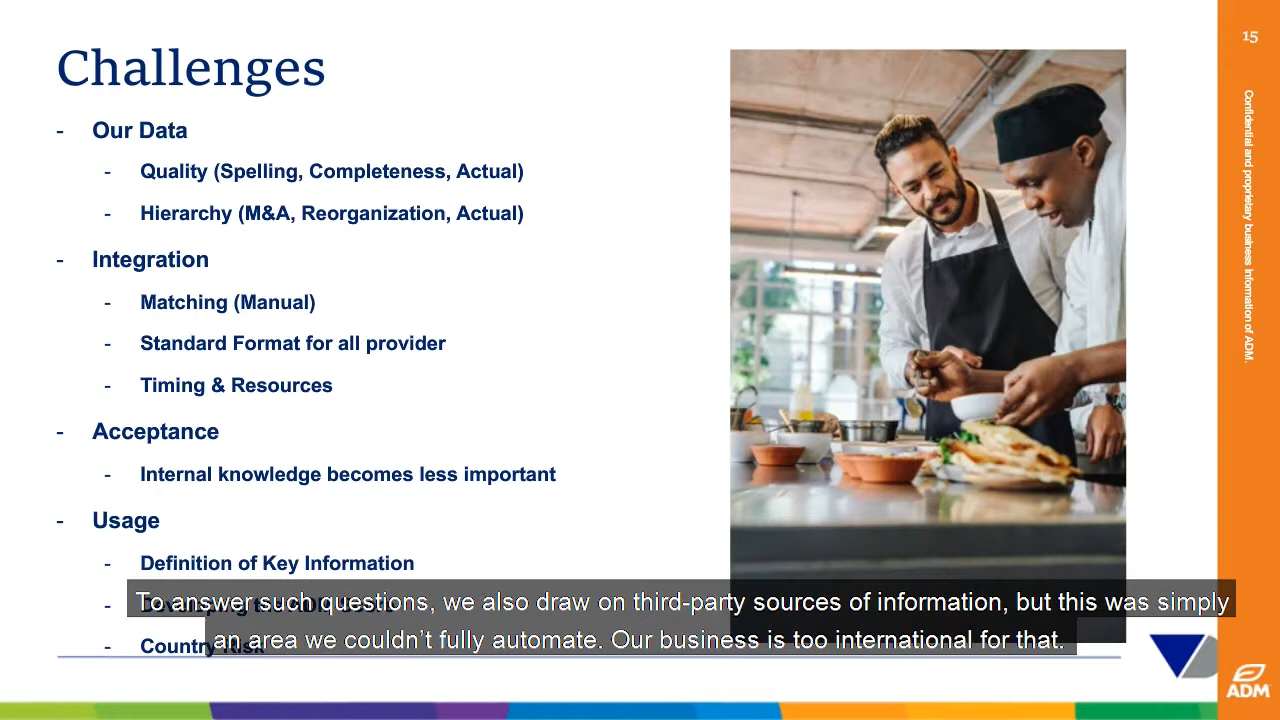 Challenges
- Our Data
- Quality (Spelling, Completeness, Actual)
- Hierarchy (M&A, Reorganization, Actual)
- Integration
- Matching (Manual)
- Standard Format for all provider
- Timing & Resources
- Acceptance
- Internal knowledge becomes less important
- Usage
- Definition of Key Information
- Country Risk
To answer such questions, we also draw on third-party sources of information, but this was simply
an area we couldn’t fully automate. Our business is too international for that.
15
Confidential and proprietary business information of ADM.
ADM